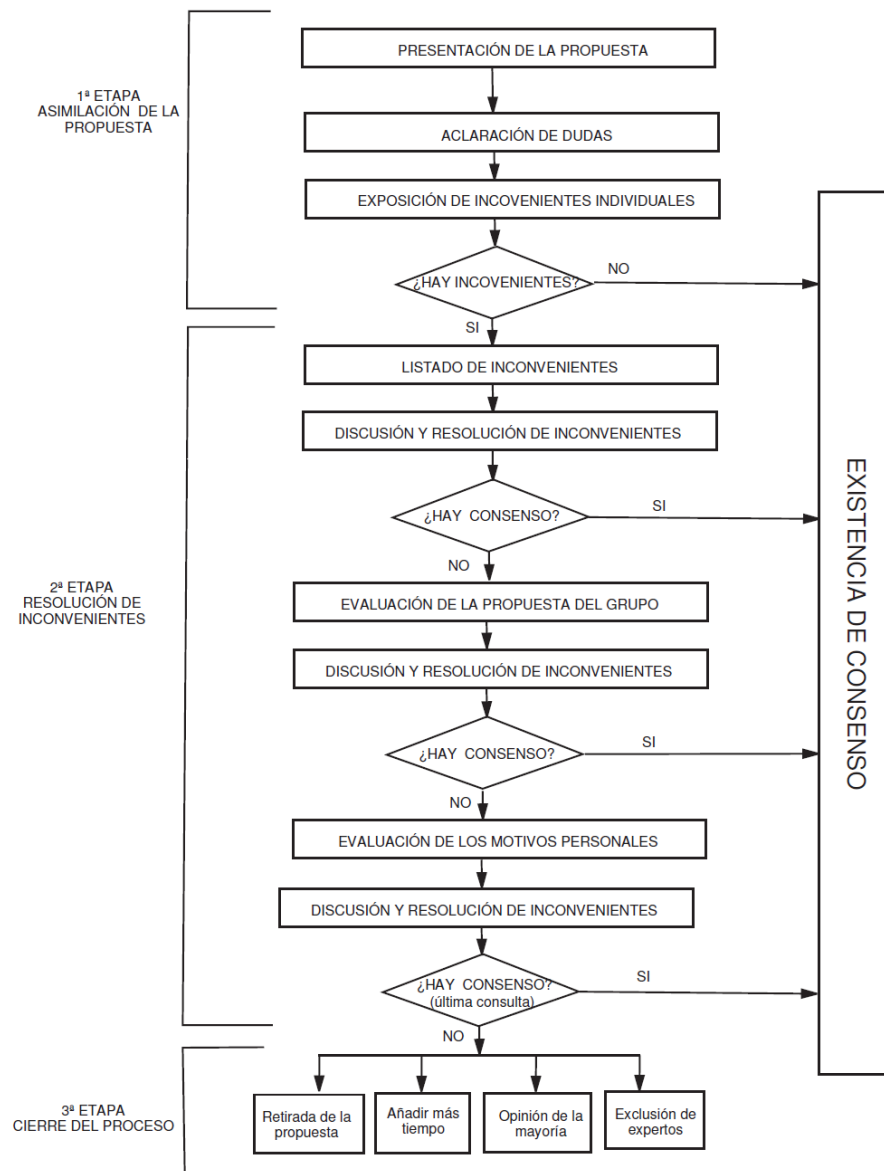 PRESENTACIÓN DE LA PROPUESTA
1ª ETAPA
ASIMILACIÓN DE LA
PROPUESTA
ACLARACIÓN DE DUDAS
EXPOSICIÓN DE INCOVENIENTES INDIVIDUALES
¿HAY INCOVENIENTES?
NO
SI
LISTADO DE INCONVENIENTES
DISCUSIÓN Y RESOLUCIÓN DE INCONVENIENTES
¿HAY CONSENSO?
SI
NO
2ª ETAPA
RESOLUCIÓN DE
INCONVENIENTES
EVALUACIÓN DE LA PROPUESTA DEL GRUPO
DISCUSIÓN Y RESOLUCIÓN DE INCONVENIENTES
¿HAY CONSENSO?
SI
NO
EVALUACIÓN DE LOS MOTIVOS PERSONALES
DISCUSIÓN Y RESOLUCIÓN DE INCONVENIENTES
¿HAY CONSENSO?
(última consulta)
SI
NO
EXISTENCIA DE CONSENSO
3ª ETAPA
CIERRE DEL PROCESO
Retirada de la
propuesta
Añadir más
tiempo
Opinión de la
mayoría
Exclusión de
expertos